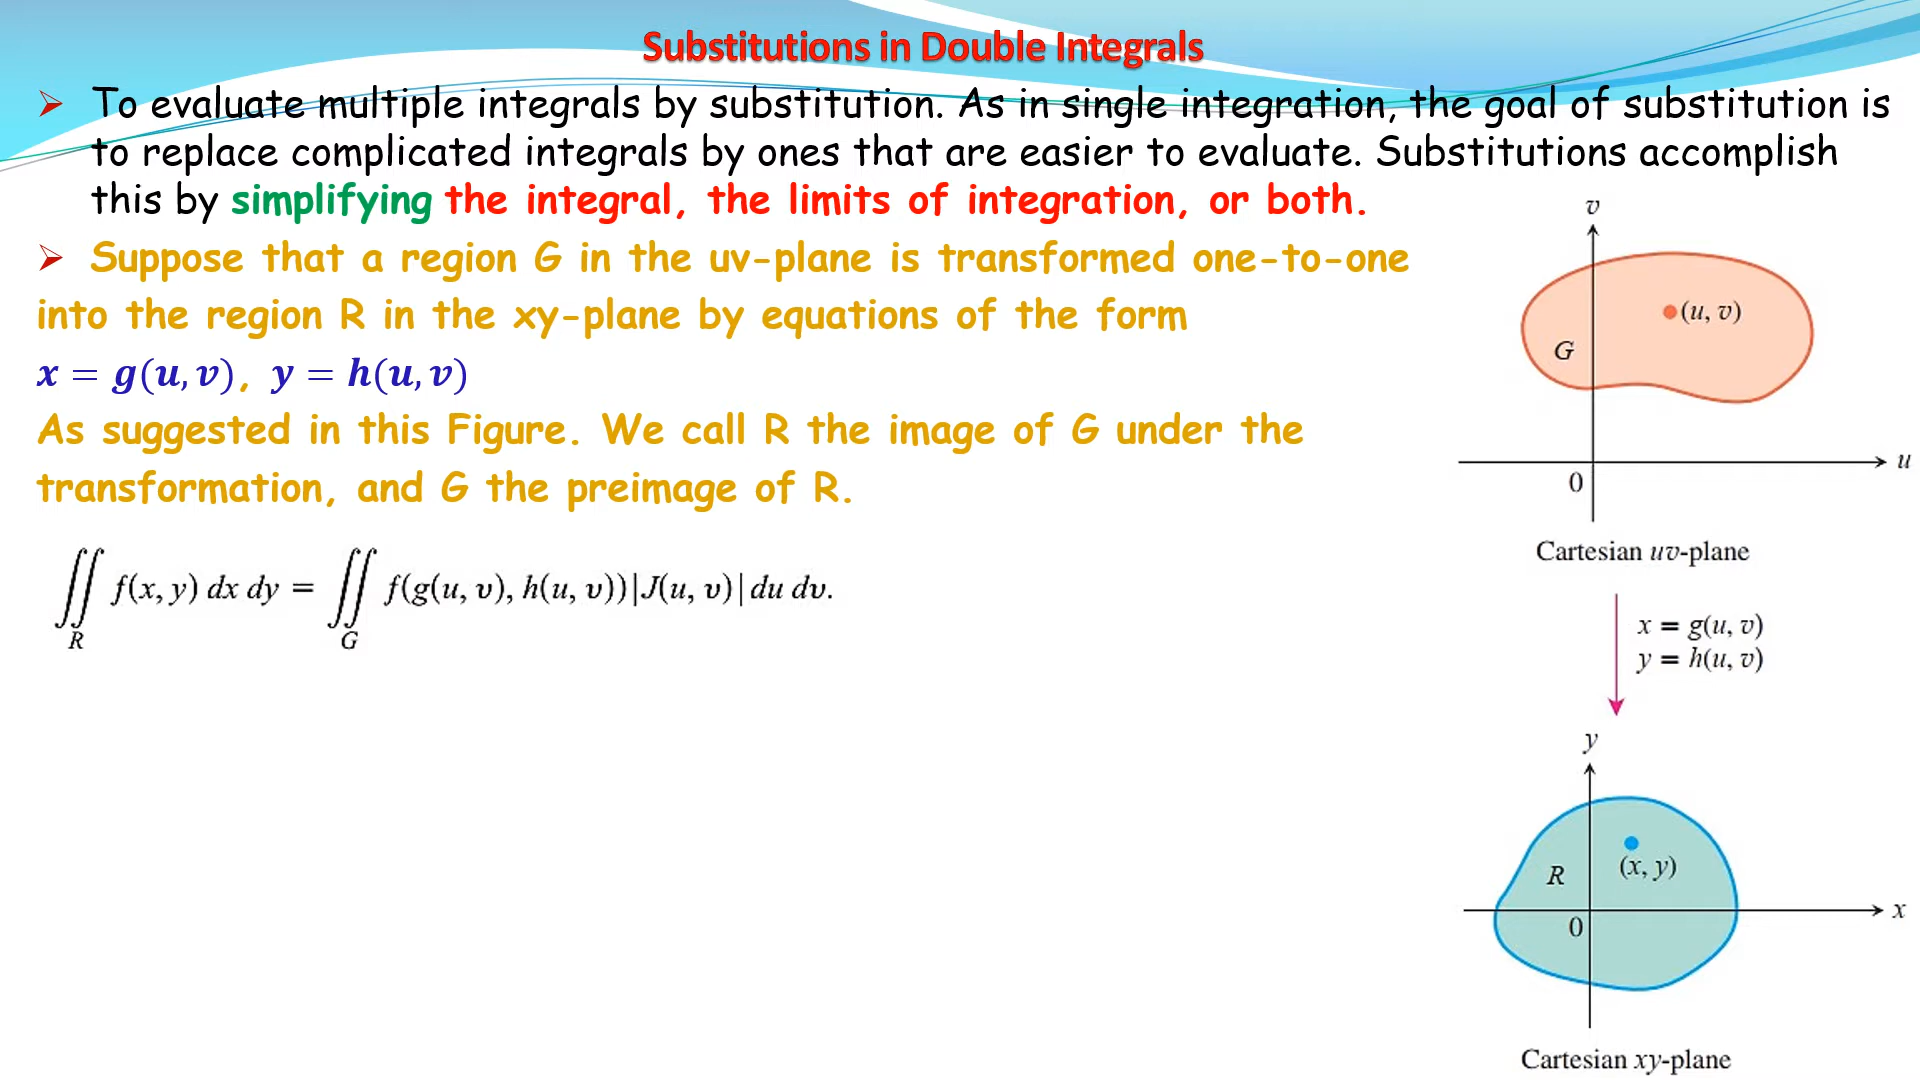 Substitutions in Double Integrals
➢ To evaluate multiple integrals by substitution. As in single integration, the goal of substitution is
to replace complicated integrals by ones that are easier to evaluate. Substitutions accomplish
this by simplifying the integral, the limits of integration, or both.
➢ Suppose that a region G in the uv-plane is transformed one-to-one
into the region R in the xy-plane by equations of the form
x = g(u, v), y = h(u, v)
As suggested in this Figure. We call R the image of G under the
transformation, and G the preimage of R.
∬_R f(x, y) dx dy = ∬_G f(g(u, v), h(u, v))|J(u, v)| du dv.
v
(u, v)
G
u
0
Cartesian uv-plane
x = g(u, v)
y = h(u, v)
y
(x, y)
R
x
0
Cartesian xy-plane